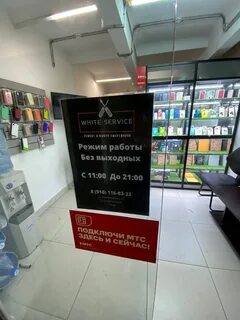 WHITE SERVICE
Режим работы
Без выходных
С 11:00 До 21:00
ПОДКЛЮЧИ МТС
ЗДЕСЬ И СЕЙЧАС!